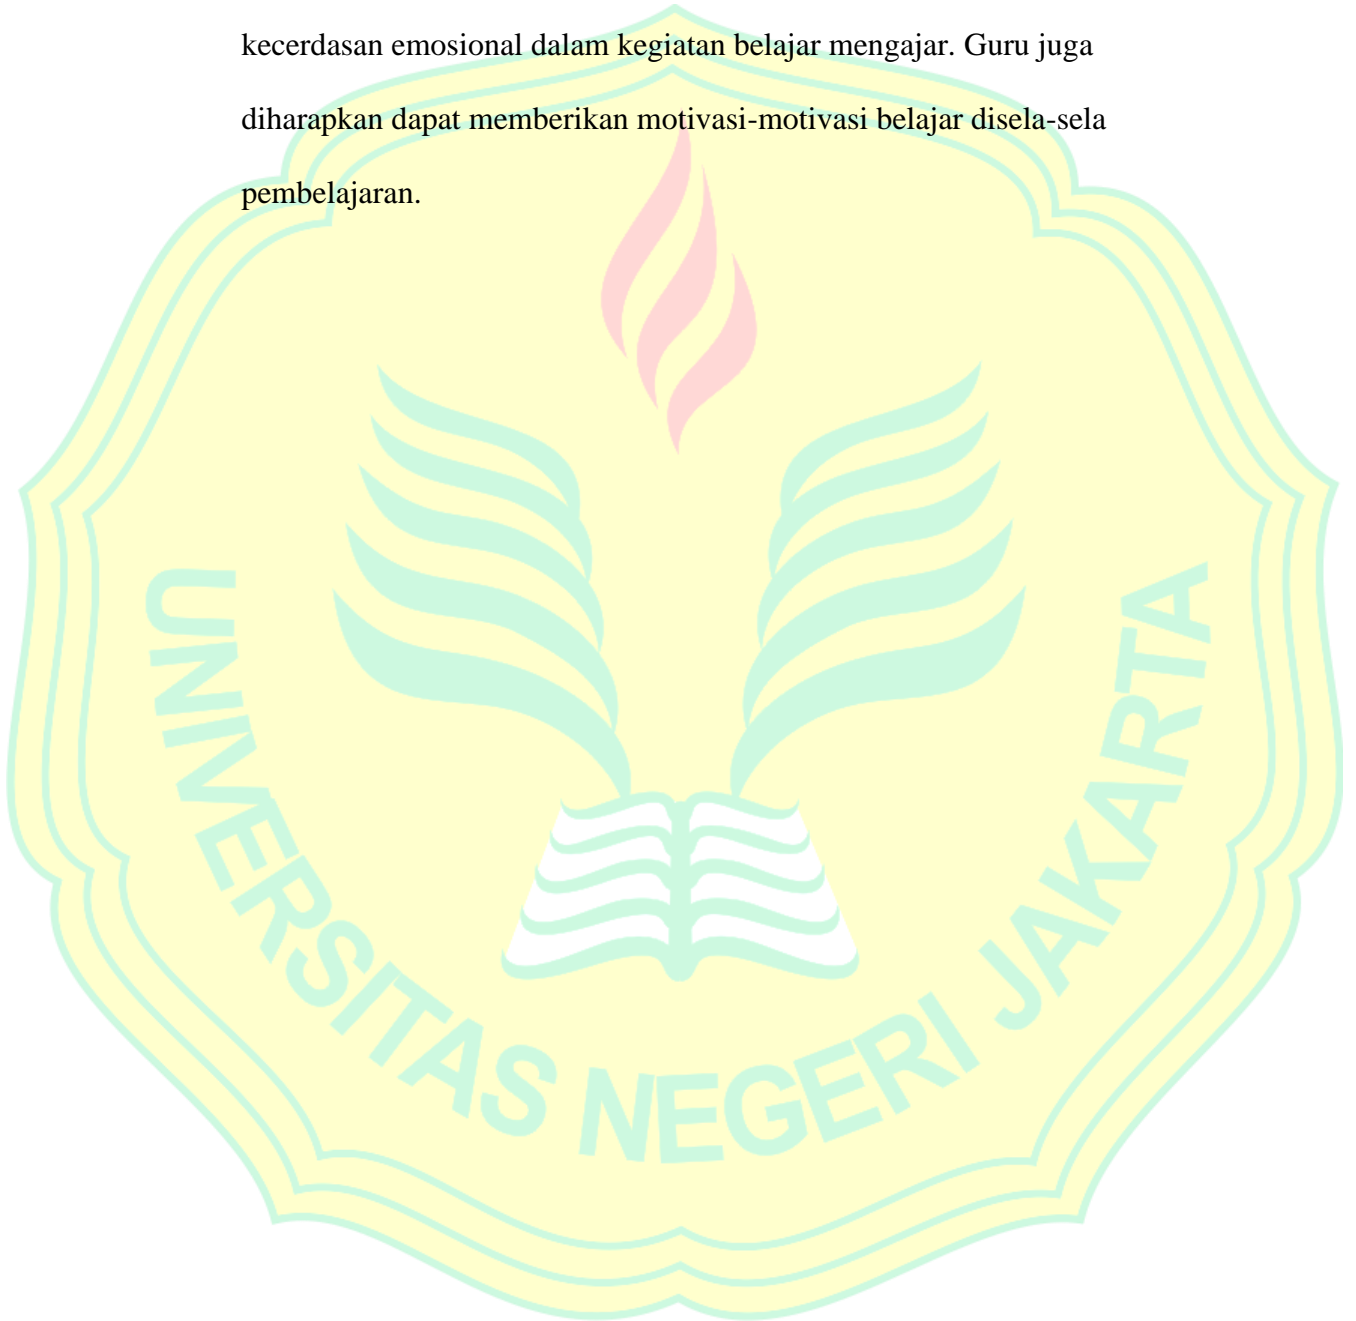 kecerdasan emosional dalam kegiatan belajar mengajar. Guru juga
diharapkan dapat memberikan motivasi-motivasi belajar disela-sela
pembelajaran.
UNIVERSITAS NEGERI JAKARTA